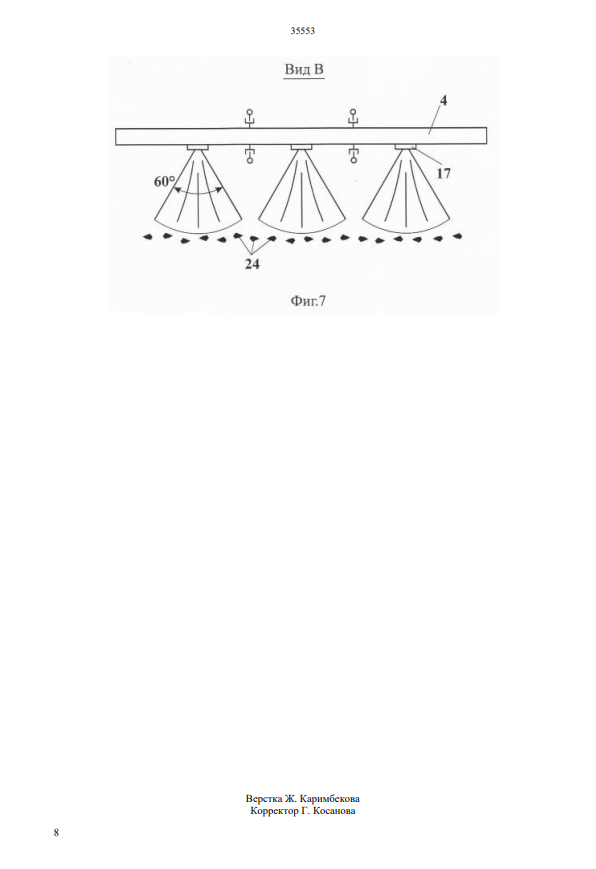 35553
Вид В
4
17
60°
24
Фиг.7
Верстка Ж. Каримбекова
Корректор Г. Косанова
8